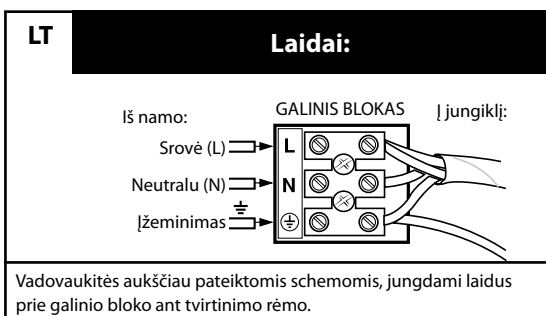 LT
Laidai:
Iš namo:
GALINIS BLOKAS
Į jungiklį:
Srovė (L)
L
Neutralu (N)
N
Įžeminimas
Vadovaukitės aukščiau pateiktomis schemomis, jungdami laidus
prie galinio bloko ant tvirtinimo rėmo.